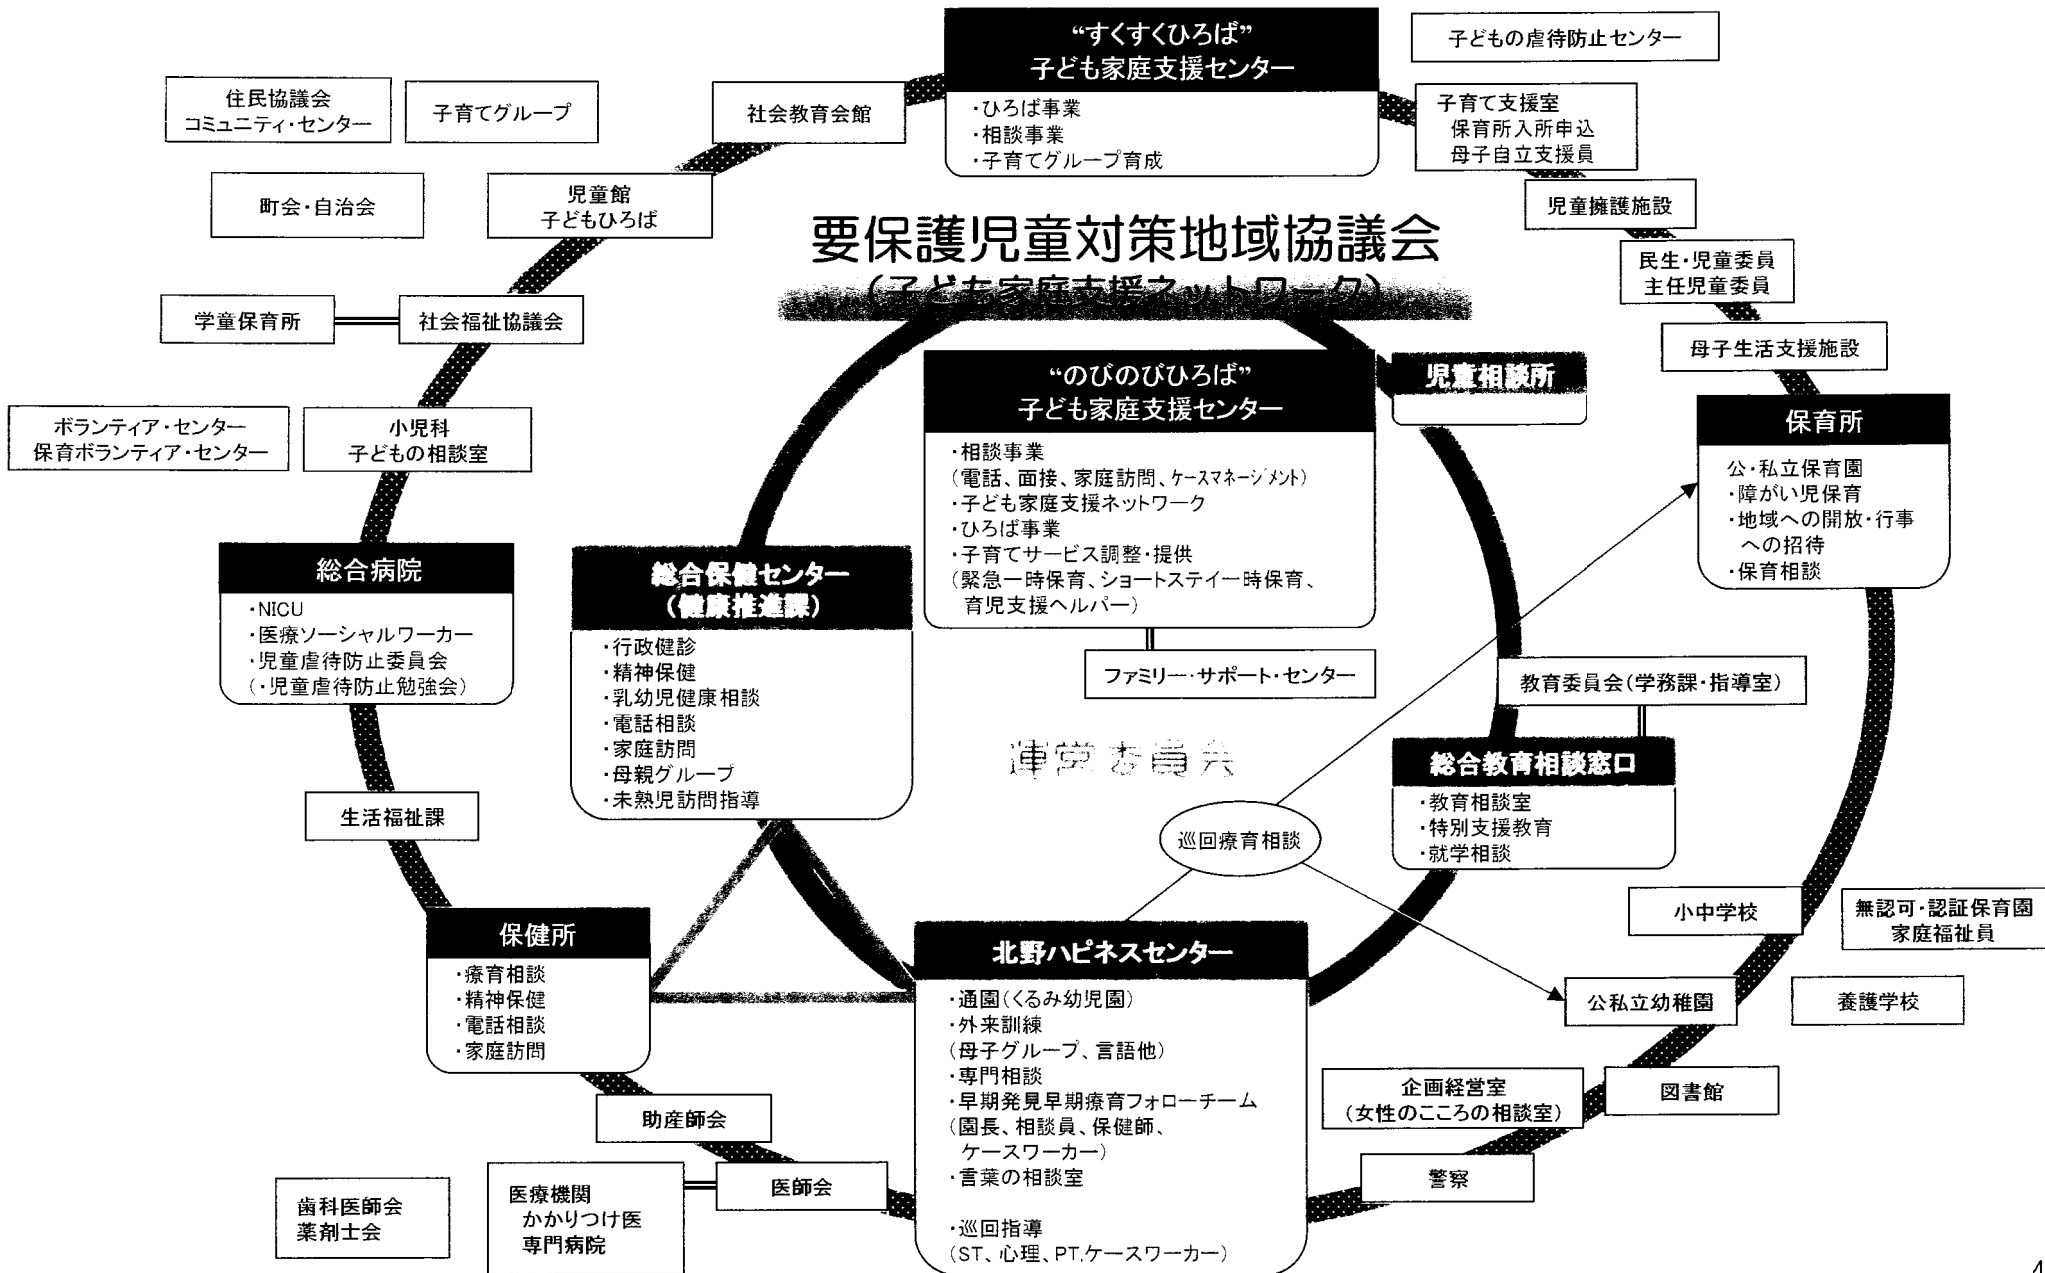 “すくすくひろば”
子ども家庭支援センター
・ひろば事業
・相談事業
・子育てグループ育成
子どもの虐待防止センター
住民協議会
コミュニティ・センター
子育てグループ
社会教育会館
子育て支援室
保育所入所申込
母子自立支援員
町会・自治会
児童館
子どもひろば
児童擁護施設
要保護児童対策地域協議会
(子ども家庭支援ネットワーク)
民生・児童委員
主任児童委員
学童保育所
社会福祉協議会
母子生活支援施設
“のびのびひろば”
子ども家庭支援センター
・相談事業
(電話、面接、家庭訪問、ケースマネージメント)
・子ども家庭支援ネットワーク
・ひろば事業
・子育てサービス調整・提供
(緊急一時保育、ショートステイ一時保育、
育児支援ヘルパー)
児童相談所
ボランティア・センター
保育ボランティア・センター
小児科
子どもの相談室
保育所
公・私立保育園
・障がい児保育
・地域への開放・行事
への招待
・保育相談
総合病院
・NICU
・医療ソーシャルワーカー
・児童虐待防止委員会
(・児童虐待防止勉強会)
総合保健センター
(健康推進課)
・行政健診
・精神保健
・乳幼児健康相談
・電話相談
・家庭訪問
・母親グループ
・未熟児訪問指導
ファミリー・サポート・センター
教育委員会(学務課・指導室)
運営委員会
総合教育相談窓口
・教育相談室
・特別支援教育
・就学相談
生活福祉課
巡回療育相談
保健所
・療育相談
・精神保健
・電話相談
・家庭訪問
北野ハピネスセンター
・通園(くるみ幼児園)
・外来訓練
(母子グループ、言語他)
・専門相談
・早期発見早期療育フォローチーム
(園長、相談員、保健師、
ケースワーカー)
・言葉の相談室
・巡回指導
(ST、心理、PT,ケースワーカー)
小中学校
無認可・認証保育園
家庭福祉員
公私立幼稚園
養護学校
企画経営室
(女性のこころの相談室)
図書館
助産師会
警察
歯科医師会
薬剤士会
医療機関
かかりつけ医
専門病院
医師会
4